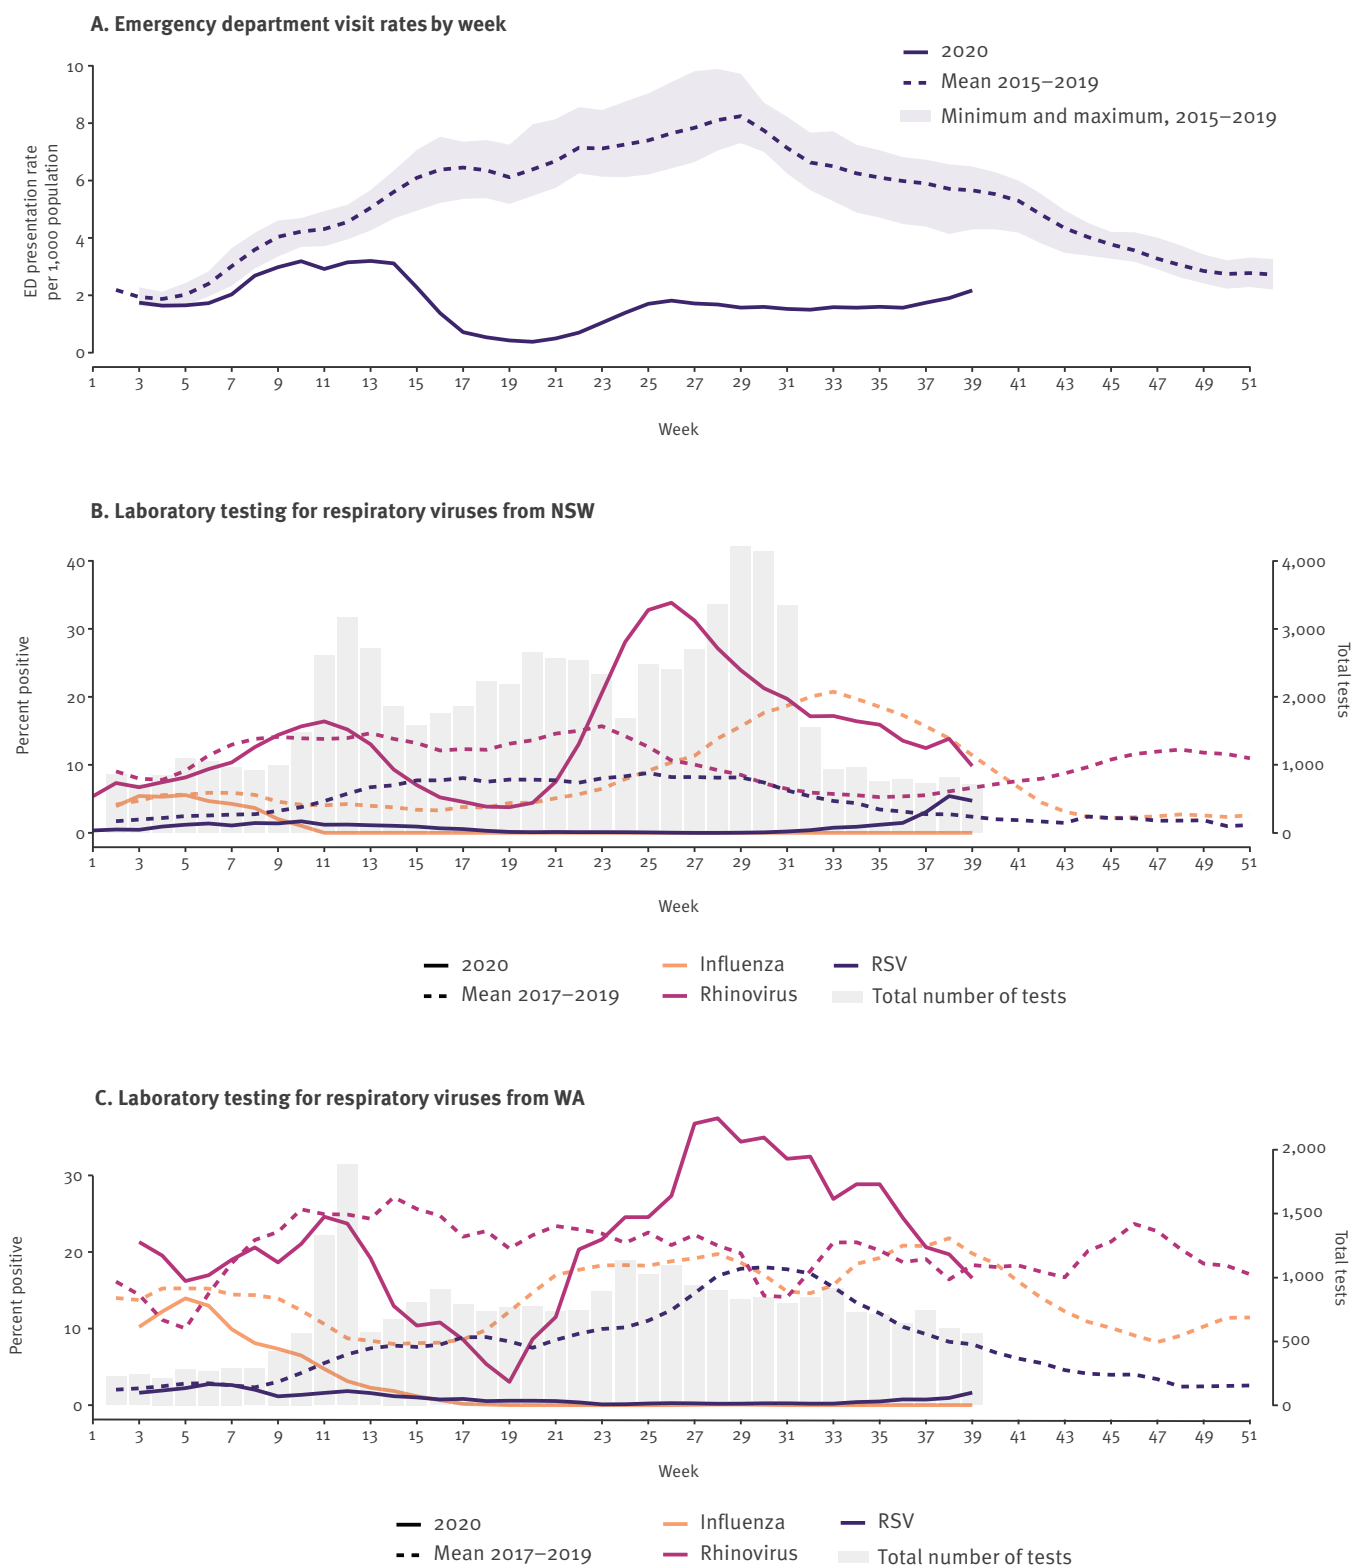 A. Emergency department visit rates by week
2020
Mean 2015–2019
Minimum and maximum, 2015–2019
ED presentation rate
per 1,000 population
10
8
6
4
2
0
1 3 5 7 9 11 13 15 17 19 21 23 25 27 29 31 33 35 37 39 41 43 45 47 49 51
Week
B. Laboratory testing for respiratory viruses from NSW
Percent positive
40
30
20
10
0
4,000
3,000
2,000
1,000
0
Total tests
1 3 5 7 9 11 13 15 17 19 21 23 25 27 29 31 33 35 37 39 41 43 45 47 49 51
Week
2020 Influenza RSV
Mean 2017–2019 Rhinovirus Total number of tests
C. Laboratory testing for respiratory viruses from WA
Percent positive
30
20
10
0
2,000
1,500
1,000
500
0
Total tests
1 3 5 7 9 11 13 15 17 19 21 23 25 27 29 31 33 35 37 39 41 43 45 47 49 51
Week
2020 Influenza RSV
Mean 2017–2019 Rhinovirus Total number of tests